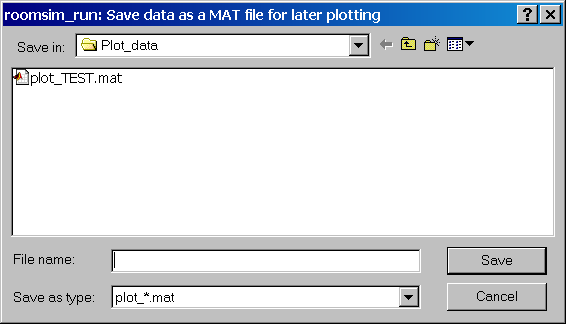 roomsim_run: Save data as a MAT file for later plotting
Save in: Plot_data
plot_TEST.mat
File name: Save
Save as type: plot_*.mat Cancel